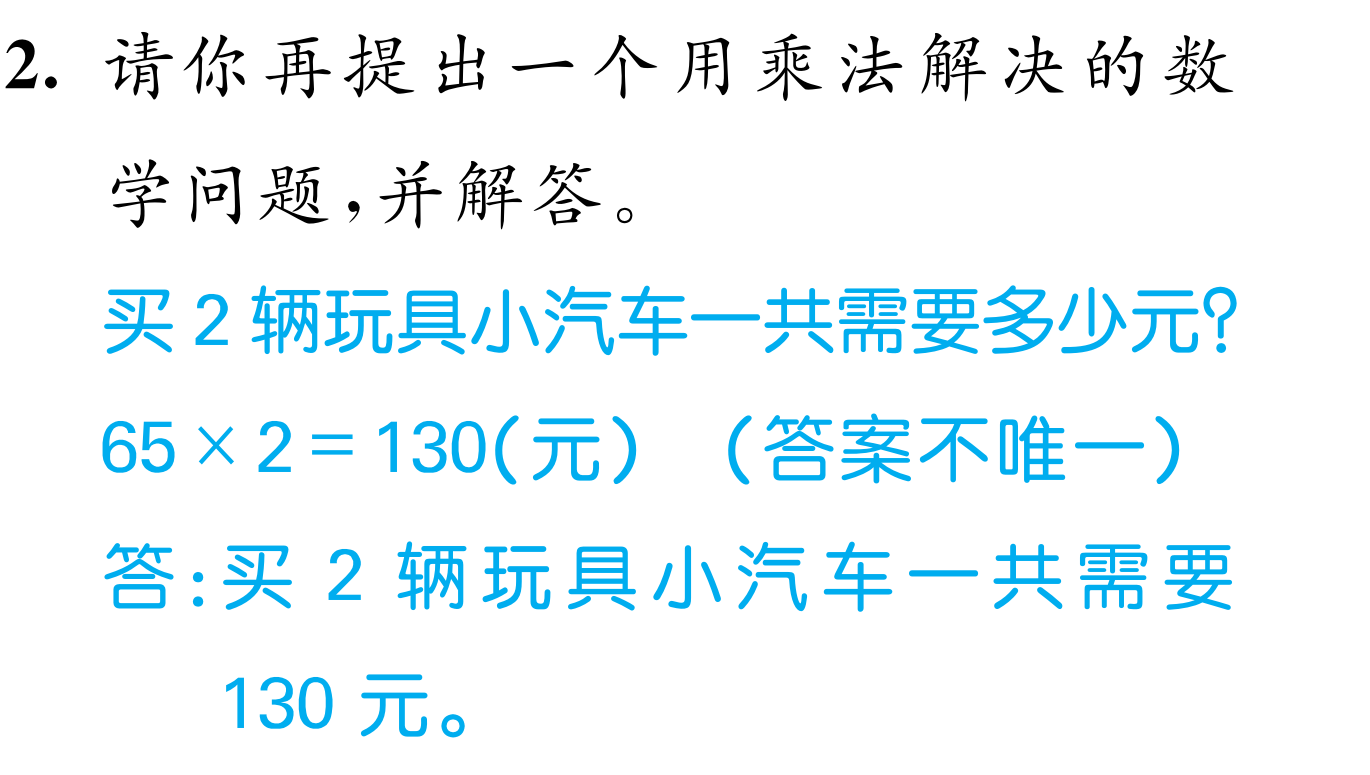 2. 请你再提出一个用乘法解决的数
学问题,并解答。
买2辆玩具小汽车一共需要多少元?
65×2=130(元) (答案不唯一)
答:买2辆玩具小汽车一共需要
130元。